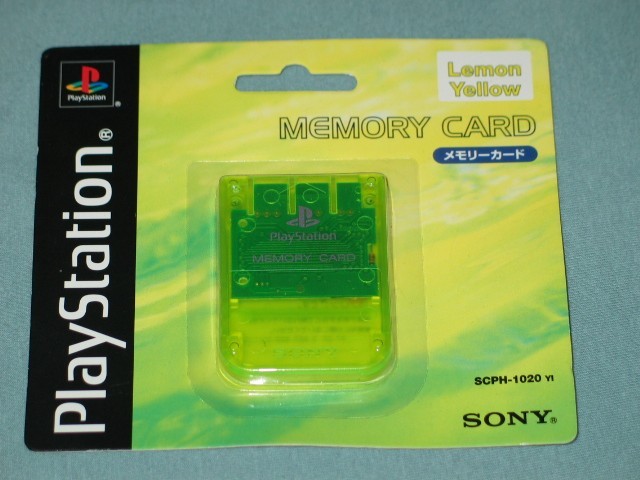 PlayStation
®
PlayStation®
Lemon
Yellow
MEMORY CARD
メモリーカード
PlayStation
MEMORY CARD
SCPH-1020 YI
SONY®